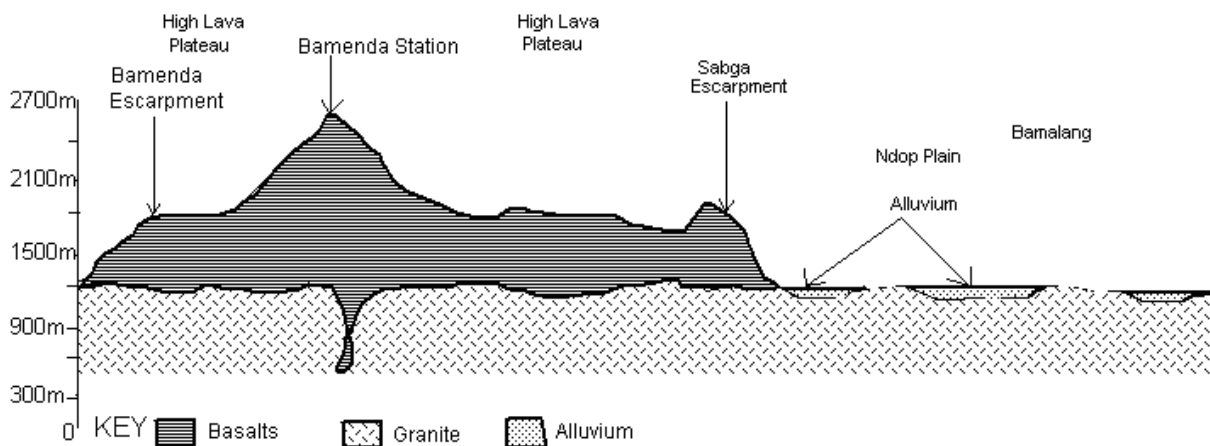 High Lava
Plateau
High Lava
Plateau
Bamenda Station
Bamenda
Escarpment
Sabga
Escarpment
Bamalang
Ndop Plain
Alluvium
2700m
2100m
1500m
900m
300m
0
KEY
Basalts
Granite
Alluvium